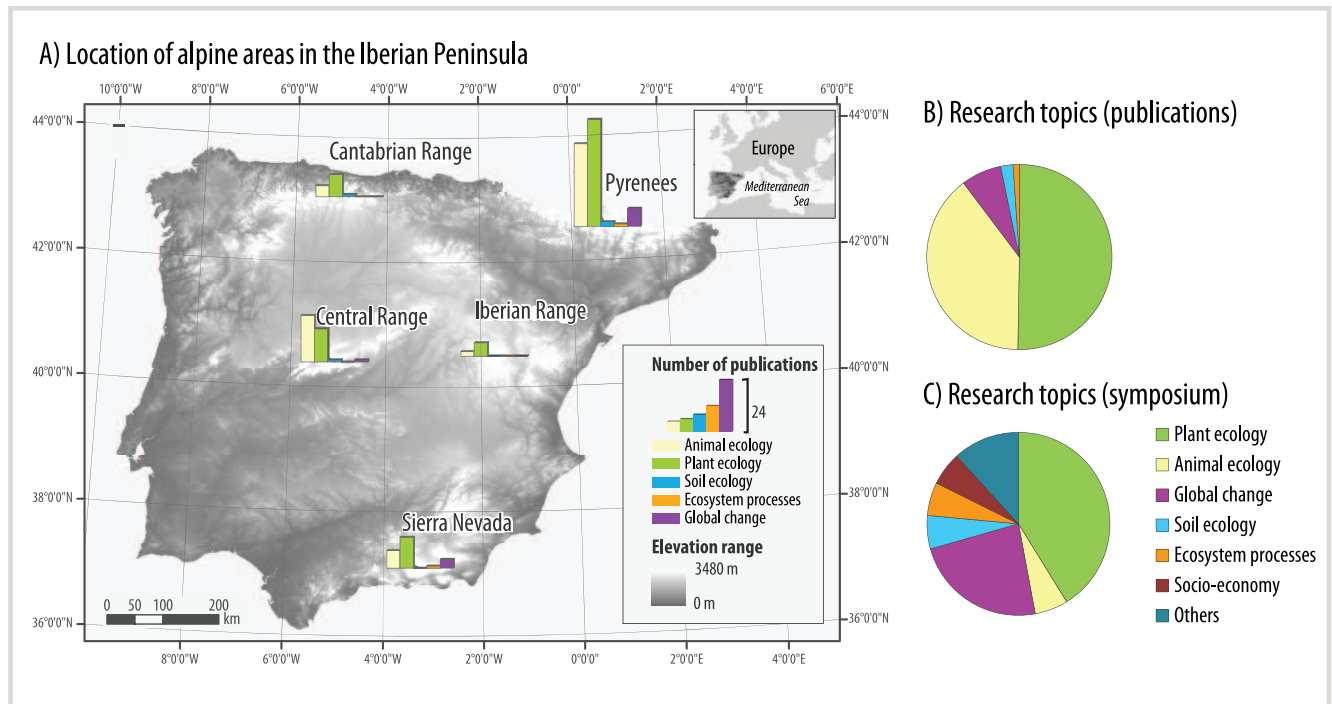 A) Location of alpine areas in the Iberian Peninsula
10°0'0"W 8°0'0"W 6°0'0"W 4°0'0"W 2°0'0"W 0°0'0" 2°0'0"E 4°0'0"E 6°0'0"E
44°0'0"N
42°0'0"N
40°0'0"N
38°0'0"N
36°0'0"N
Cantabrian Range
Pyrenees
Europe
Mediterranean
Sea
Central Range
Iberian Range
Sierra Nevada
Number of publications
24
Animal ecology
Plant ecology
Soil ecology
Ecosystem processes
Global change
Elevation range
3480 m
0 m
0 50 100 200
km
44°0'0"N
42°0'0"N
40°0'0"N
38°0'0"N
36°0'0"N
8°0'0"W 6°0'0"W 4°0'0"W 2°0'0"W 0°0'0" 2°0'0"E 4°0'0"E
B) Research topics (publications)
C) Research topics (symposium)
Plant ecology
Animal ecology
Global change
Soil ecology
Ecosystem processes
Socio-economy
Others